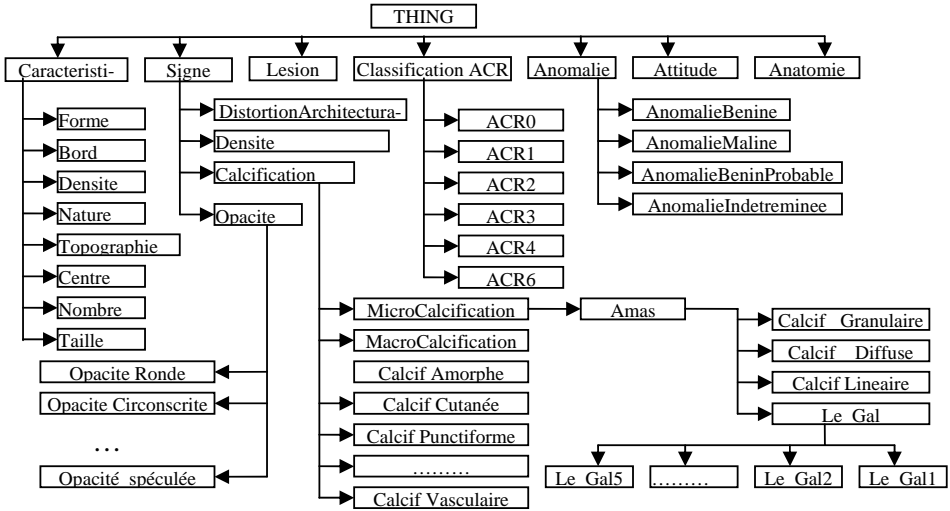 THING
Caracteristi-
Signe
Lesion
Classification ACR
Anomalie
Attitude
Anatomie
Forme
Bord
Densite
Nature
Topographie
Centre
Nombre
Taille
DistortionArchitectura-
Densite
Calcification
Opacite
ACR0
ACR1
ACR2
ACR3
ACR4
ACR6
AnomalieBenine
AnomalieMaline
AnomalieBeninProbable
AnomalieIndetreminee
MicroCalcification
MacroCalcification
Calcif Amorphe
Calcif Cutanée
Calcif Punctiforme
………
Calcif Vasculaire
Amas
Calcif Granulaire
Calcif Diffuse
Calcif Lineaire
Le Gal
Opacite Ronde
Opacite Circonscrite
…
Opacité spéculée
Le Gal5
………
Le Gal2
Le Gal1